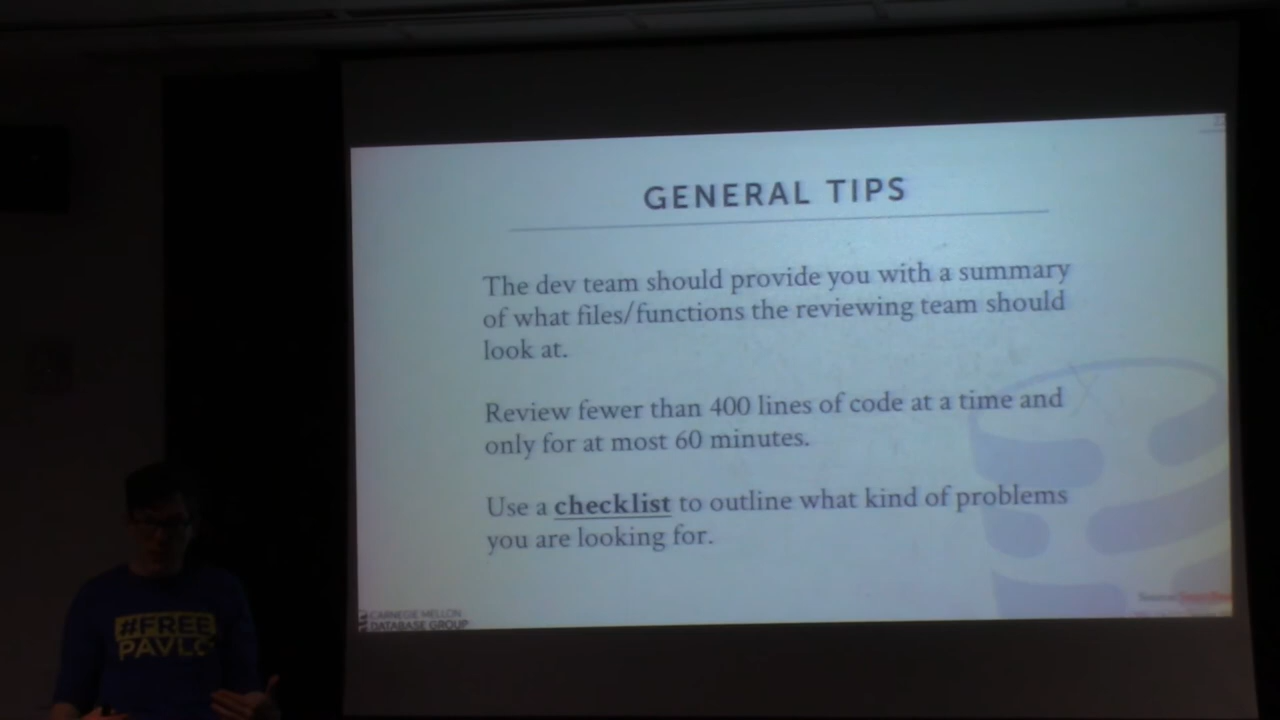 GENERAL TIPS
The dev team should provide you with a summary
of what files/functions the reviewing team should
look at.
Review fewer than 400 lines of code at a time and
only for at most 60 minutes.
Use a checklist to outline what kind of problems
you are looking for.
CARNEGIE MELLON
DATABASE GROUP
#FREE
PAVLO